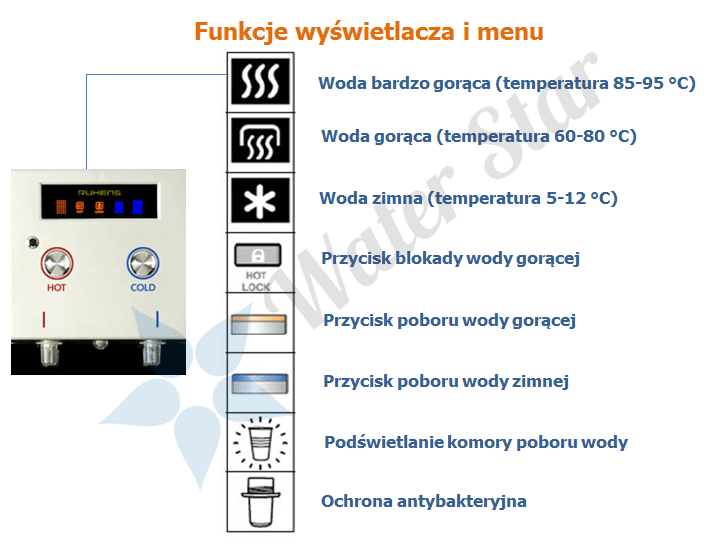 Funkcje wyświetlacza i menu
Woda bardzo gorąca (temperatura 85-95 °C)
Woda gorąca (temperatura 60-80 °C)
Woda zimna (temperatura 5-12 °C)
RUHENS
HOT COLD
HOT
LOCK
Przycisk blokady wody gorącej
Przycisk poboru wody gorącej
Przycisk poboru wody zimnej
Podświetlanie komory poboru wody
Ochrona antybakteryjna
Water Star